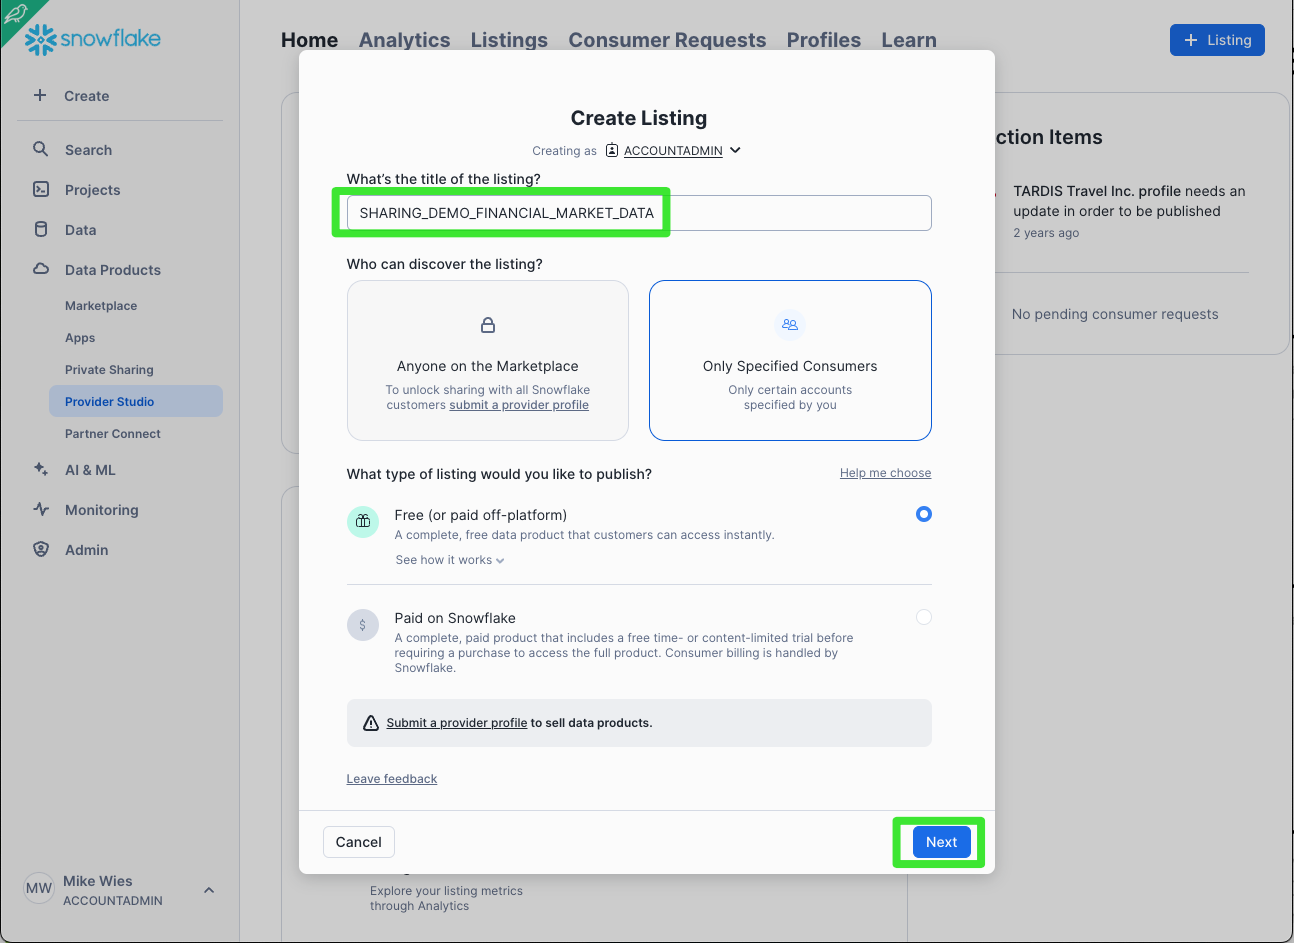 snowflake
Create
Search
Projects
Data
Data Products
Marketplace
Apps
Private Sharing
Provider Studio
Partner Connect
AI & ML
Monitoring
Admin
MW
Mike Wies
ACCOUNTADMIN
Home Analytics Listings Consumer Requests Profiles Learn
+ Listing
Create Listing
Creating as ACCOUNTADMIN
What's the title of the listing?
SHARING_DEMO_FINANCIAL_MARKET_DATA
Who can discover the listing?
Anyone on the Marketplace
To unlock sharing with all Snowflake
customers submit a provider profile
Only Specified Consumers
Only certain accounts
specified by you
What type of listing would you like to publish?
Help me choose
Free (or paid off-platform)
A complete, free data product that customers can access instantly.
See how it works
$
Paid on Snowflake
A complete, paid product that includes a free time- or content-limited trial before
requiring a purchase to access the full product. Consumer billing is handled by
Snowflake.
Submit a provider profile to sell data products.
Leave feedback
Cancel
Next
ction Items
TARDIS Travel Inc. profile needs an
update in order to be published
2 years ago
No pending consumer requests
Explore your listing metrics
through Analytics